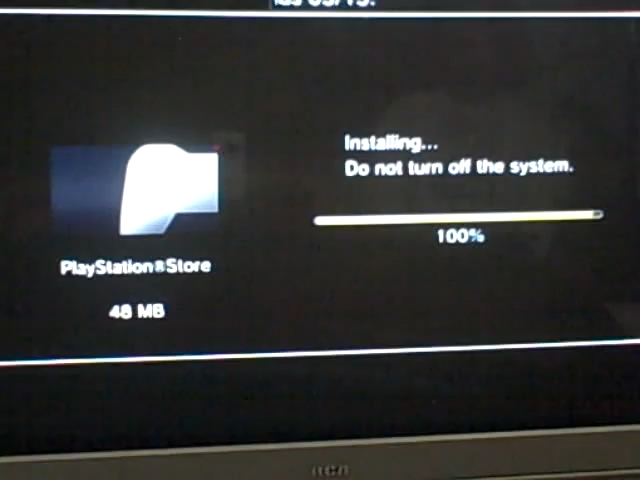 Installing...
Do not turn off the system.
100%
PlayStation®Store
48 MB
RCA